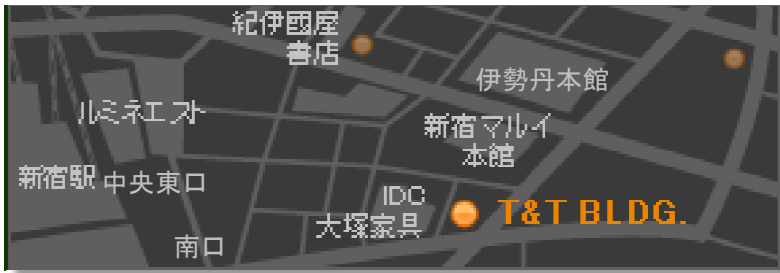 紀伊國屋
書店
伊勢丹本館
ルミネエスト
新宿マルイ
本館
新宿駅
中央東口
IDC
大塚家具
T&T BLDG.
南口